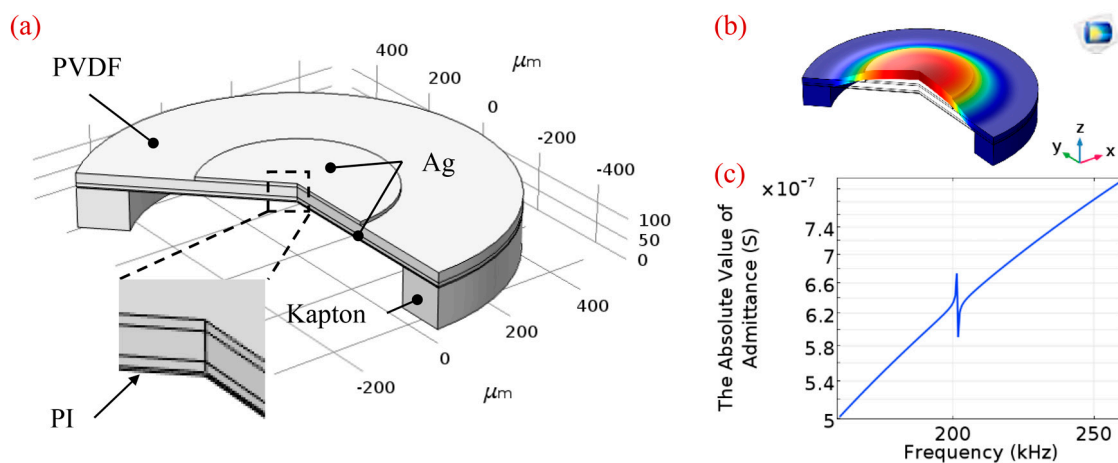 (a)
PVDF
Ag
Kapton
PI
400
200
0
-200
-400
μm
100
50
0
400
200
0
-200
μm
(b)
z
y
x
(c)
×10⁻⁷
7.4
7
6.6
6.2
5.8
5.4
5
200
250
The Absolute Value of
Admittance (S)
Frequency (kHz)